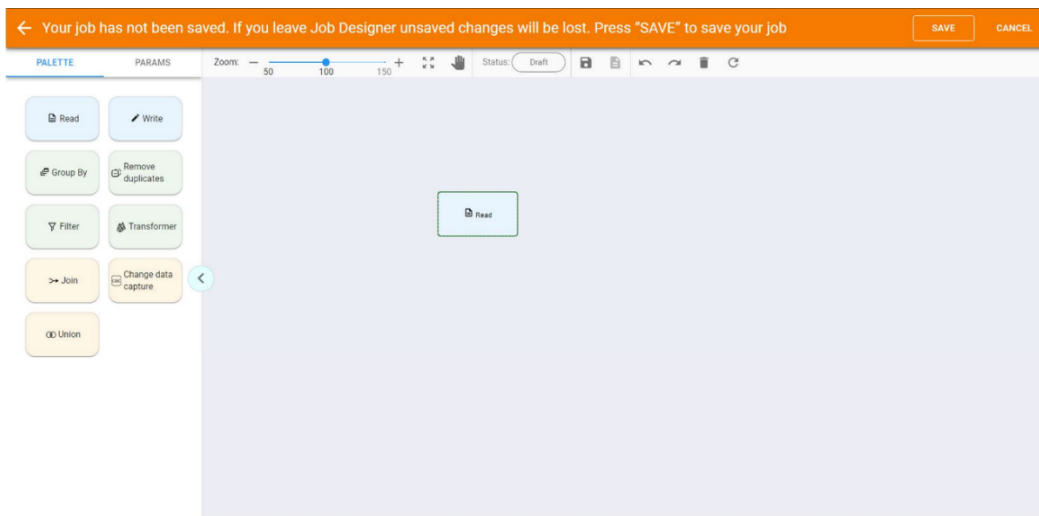 Your job has not been saved. If you leave Job Designer unsaved changes will be lost. Press “SAVE” to save your job
SAVE
CANCEL
PALETTE
PARAMS
Zoom:
50
100
150
Status:
Draft
Read
Write
Group By
Remove
duplicates
Filter
Transformer
Join
Change data
capture
Union
Read